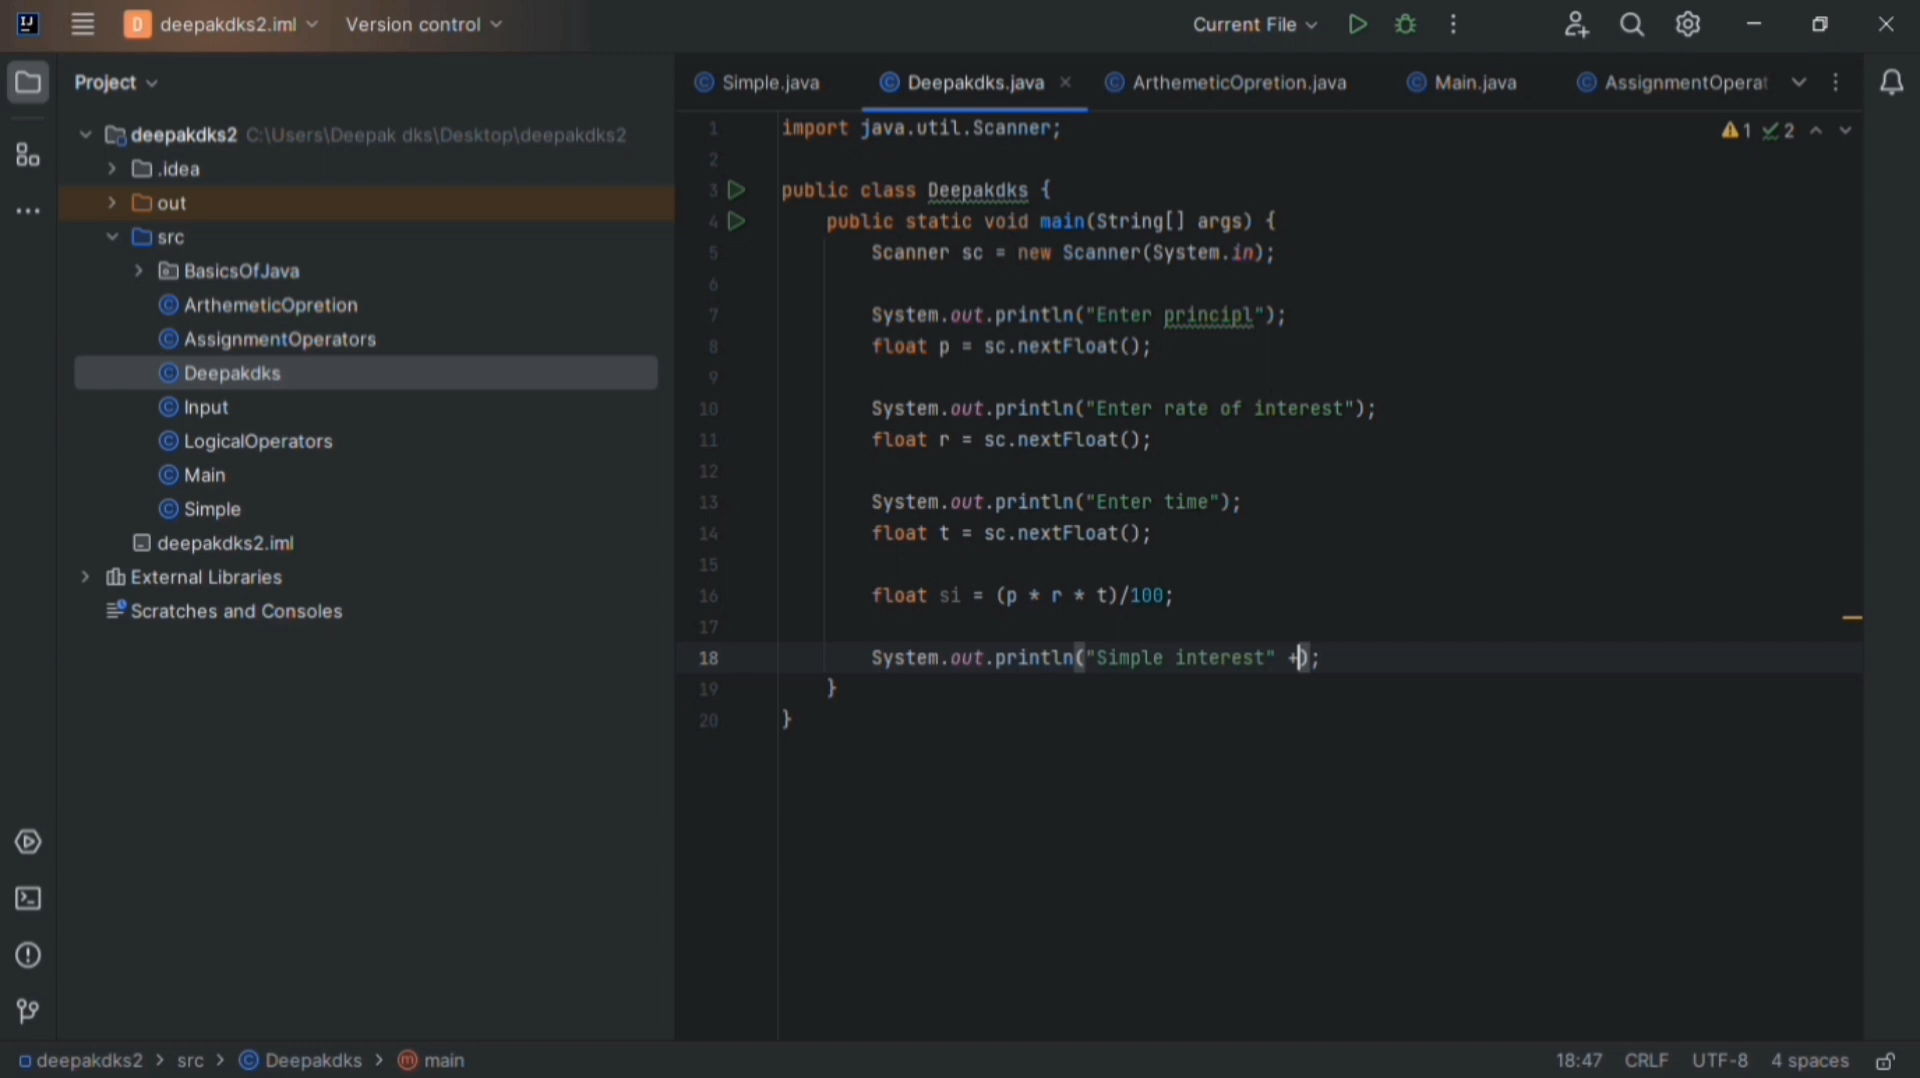 D deepakdks2.iml Version control Current File
Project
deepakdks2 C:\Users\Deepak dks\Desktop\deepakdks2
.idea
out
src
BasicsOfJava
ArthemeticOpretion
AssignmentOperators
Deepakdks
Input
LogicalOperators
Main
Simple
deepakdks2.iml
External Libraries
Scratches and Consoles
Simple.java Deepakdks.java ArthemeticOpretion.java Main.java AssignmentOperat
1 import java.util.Scanner;
2
3 public class Deepakdks {
4 public static void main(String[] args) {
5 Scanner sc = new Scanner(System.in);
6
7 System.out.println("Enter principl");
8 float p = sc.nextFloat();
9
10 System.out.println("Enter rate of interest");
11 float r = sc.nextFloat();
12
13 System.out.println("Enter time");
14 float t = sc.nextFloat();
15
16 float si = (p * r * t)/100;
17
18 System.out.println("Simple interest" +);
19 }
20 }
1 2
deepakdks2 > src > Deepakdks > main 18:47 CRLF UTF-8 4 spaces